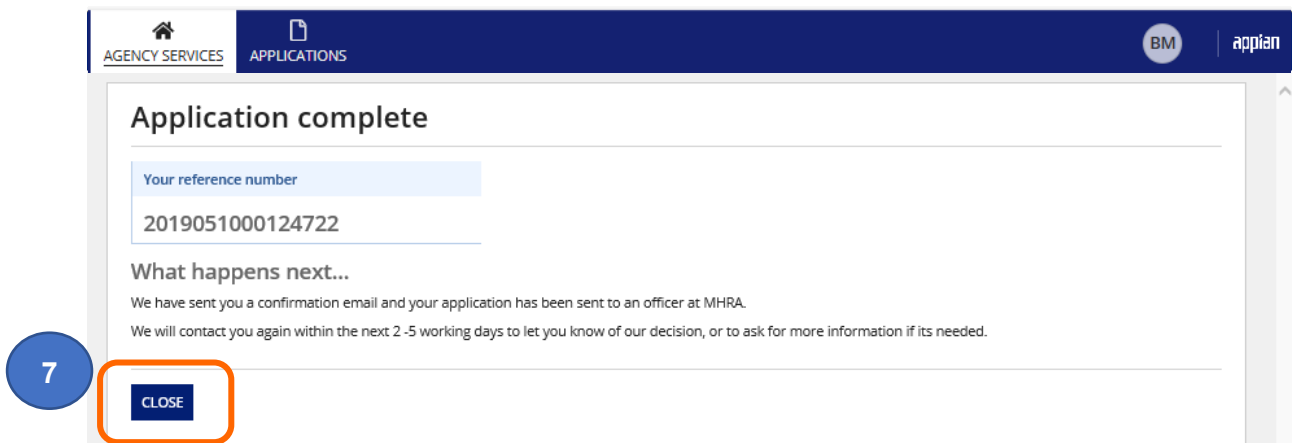 AGENCY SERVICES
APPLICATIONS
BM
appian
Application complete
Your reference number
2019051000124722
What happens next...
We have sent you a confirmation email and your application has been sent to an officer at MHRA.
We will contact you again within the next 2 -5 working days to let you know of our decision, or to ask for more information if its needed.
7
CLOSE